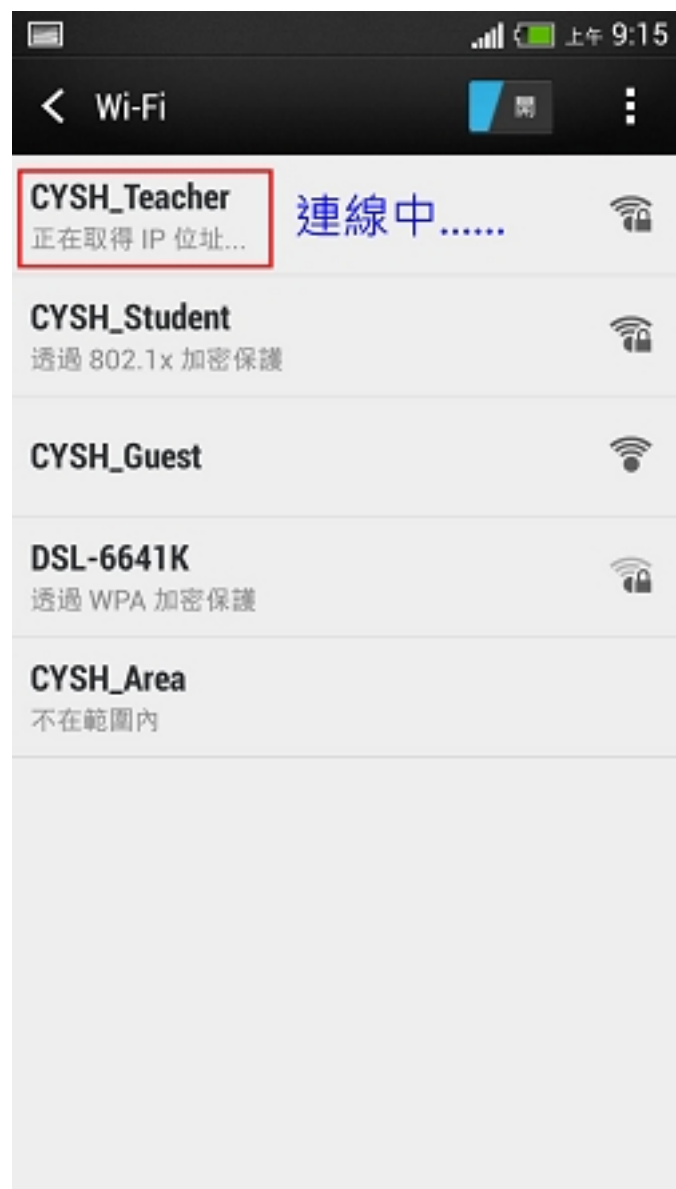 上午 9:15
Wi-Fi
開
CYSH_Teacher
正在取得 IP 位址...
連線中......
CYSH_Student
透過 802.1x 加密保護
CYSH_Guest
DSL-6641K
透過 WPA 加密保護
CYSH_Area
不在範圍內